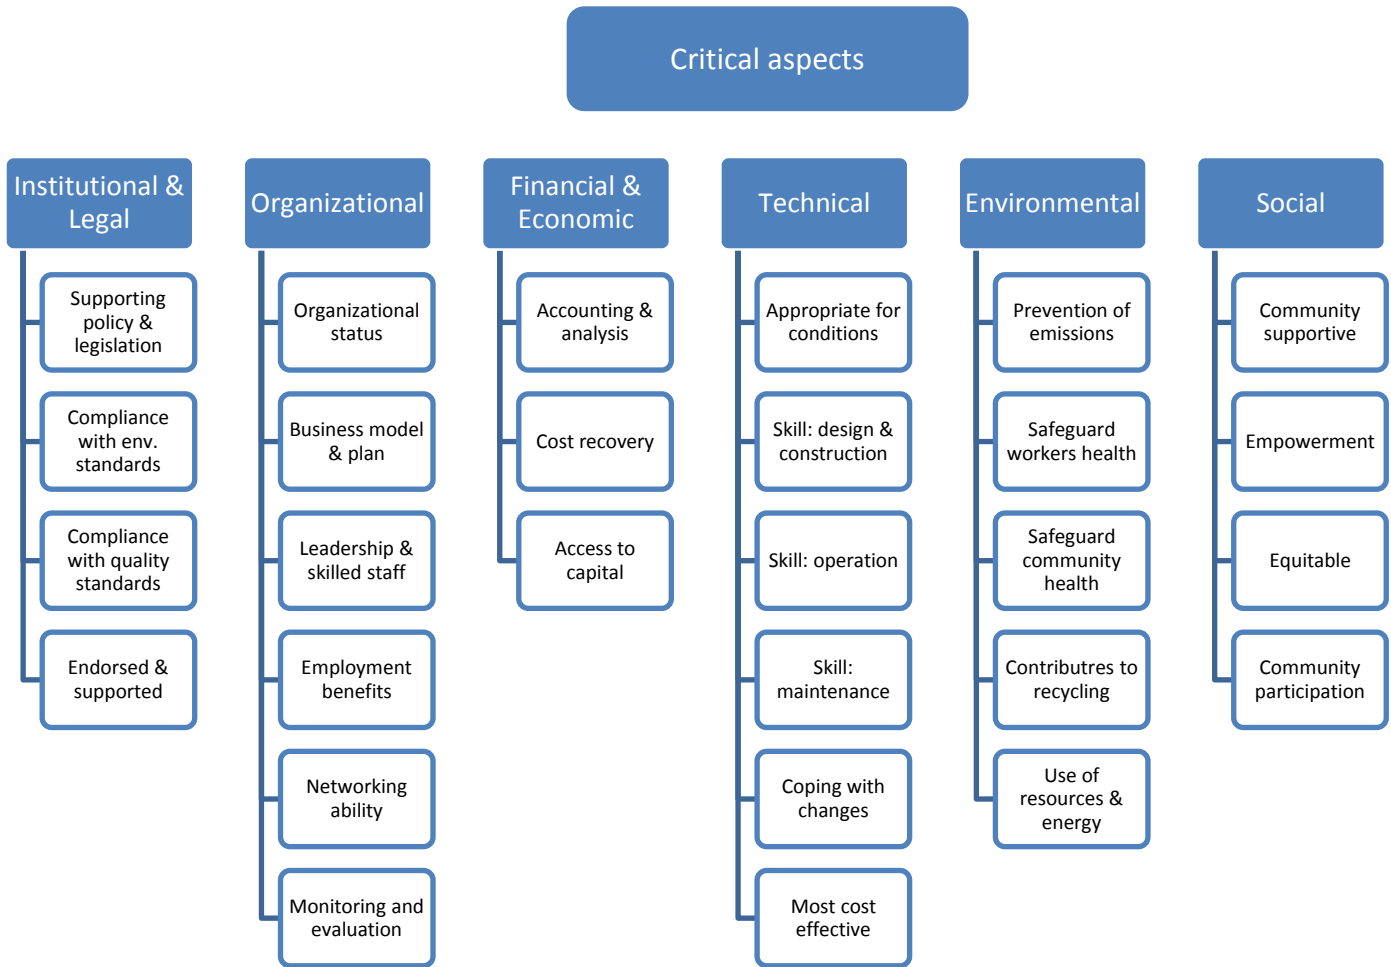 Critical aspects
Institutional &
Legal
Supporting
policy &
legislation
Compliance
with env.
standards
Compliance
with quality
standards
Endorsed &
supported
Organizational
Organizational
status
Business model
& plan
Leadership &
skilled staff
Employment
benefits
Networking
ability
Monitoring and
evaluation
Financial &
Economic
Accounting &
analysis
Cost recovery
Access to
capital
Technical
Appropriate for
conditions
Skill: design &
construction
Skill: operation
Skill:
maintenance
Coping with
changes
Most cost
effective
Environmental
Prevention of
emissions
Safeguard
workers health
Safeguard
community
health
Contributres to
recycling
Use of
resources &
energy
Social
Community
supportive
Empowerment
Equitable
Community
participation